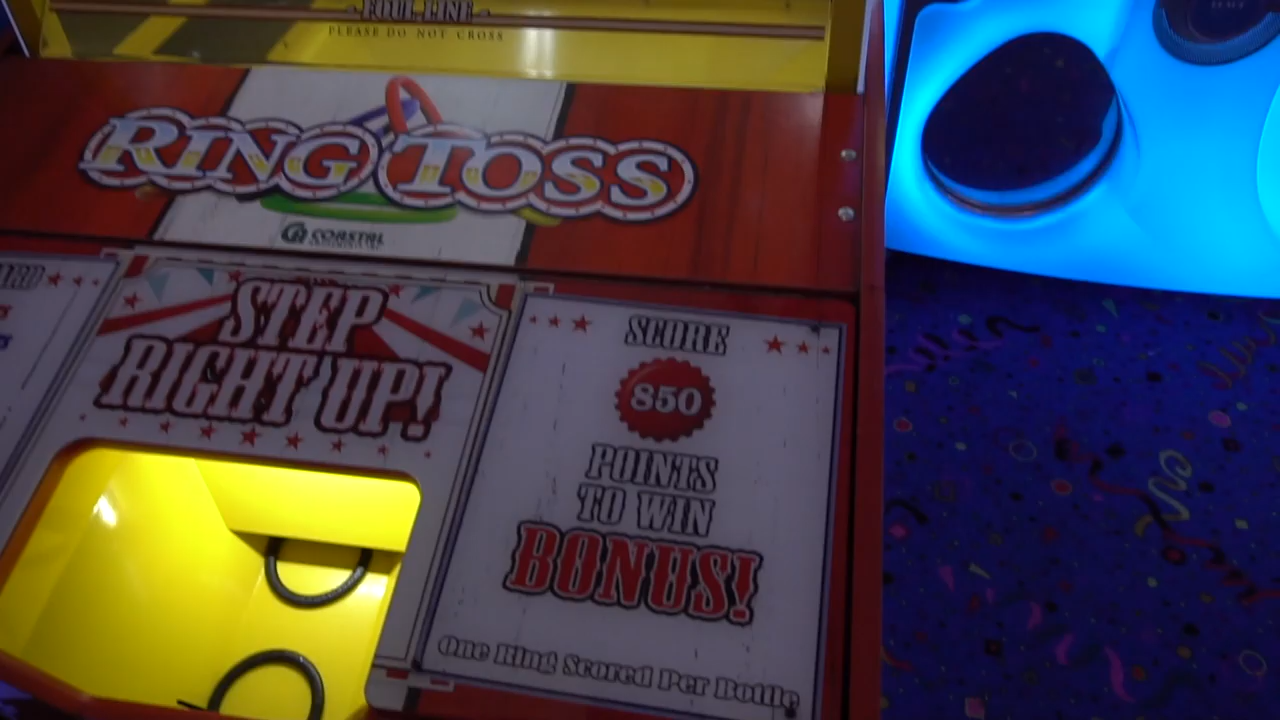 FOUL LINE
PLEASE DO NOT CROSS
RING TOSS
COASTAL
STEP
RIGHT UP!
SCORE
850
POINTS
TO WIN
BONUS!
One Ring Scored Per Bottle